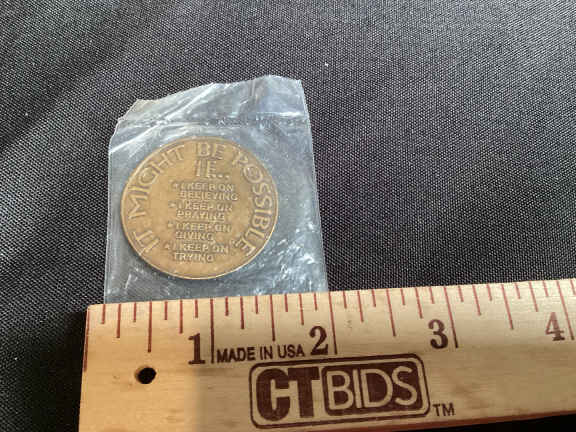 IT MIGHT BE POSSIBLE
IF..
★ I KEEP ON
BELIEVING
★ I KEEP ON
PRAYING
★ I KEEP ON
GIVING
★ I KEEP ON
TRYING
1 2 3 4
MADE IN USA
CTBIDS TM